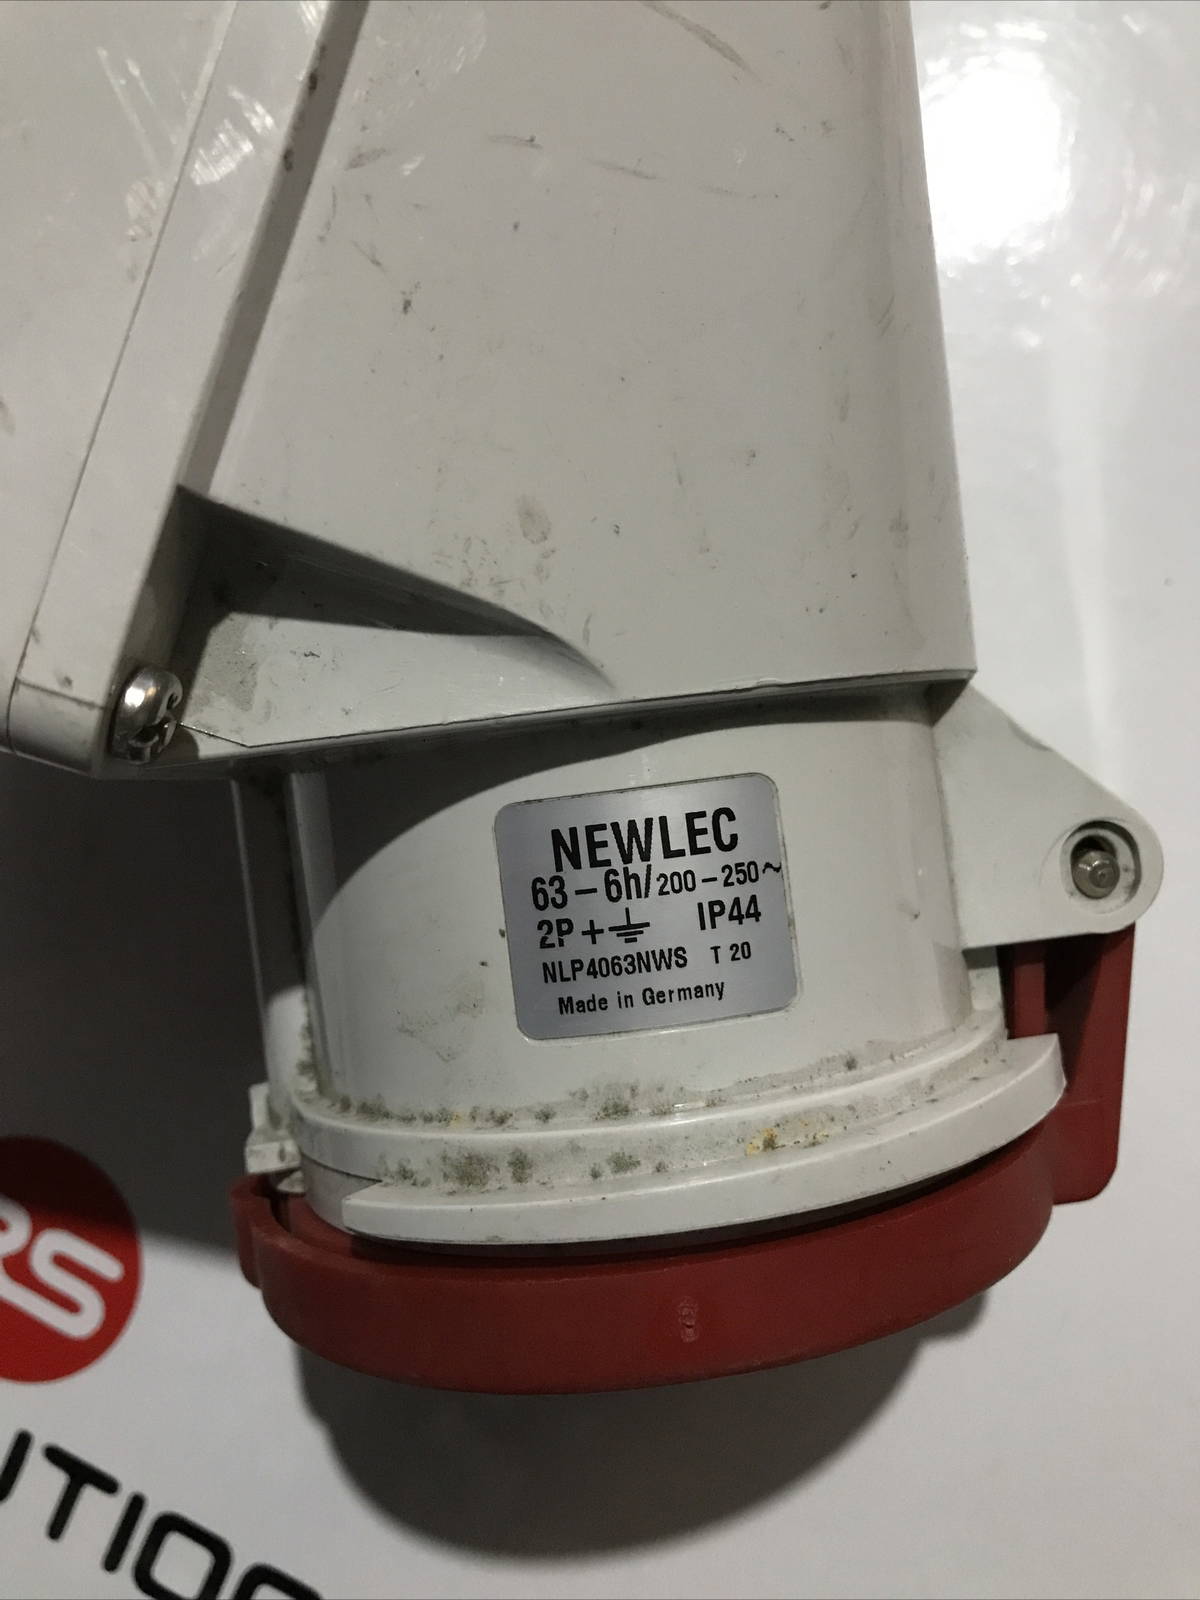 NEWLEC
63-6h/200-250~
2P+⏚ IP44
NLP4063NWS T 20
Made in Germany
RS
UTIO